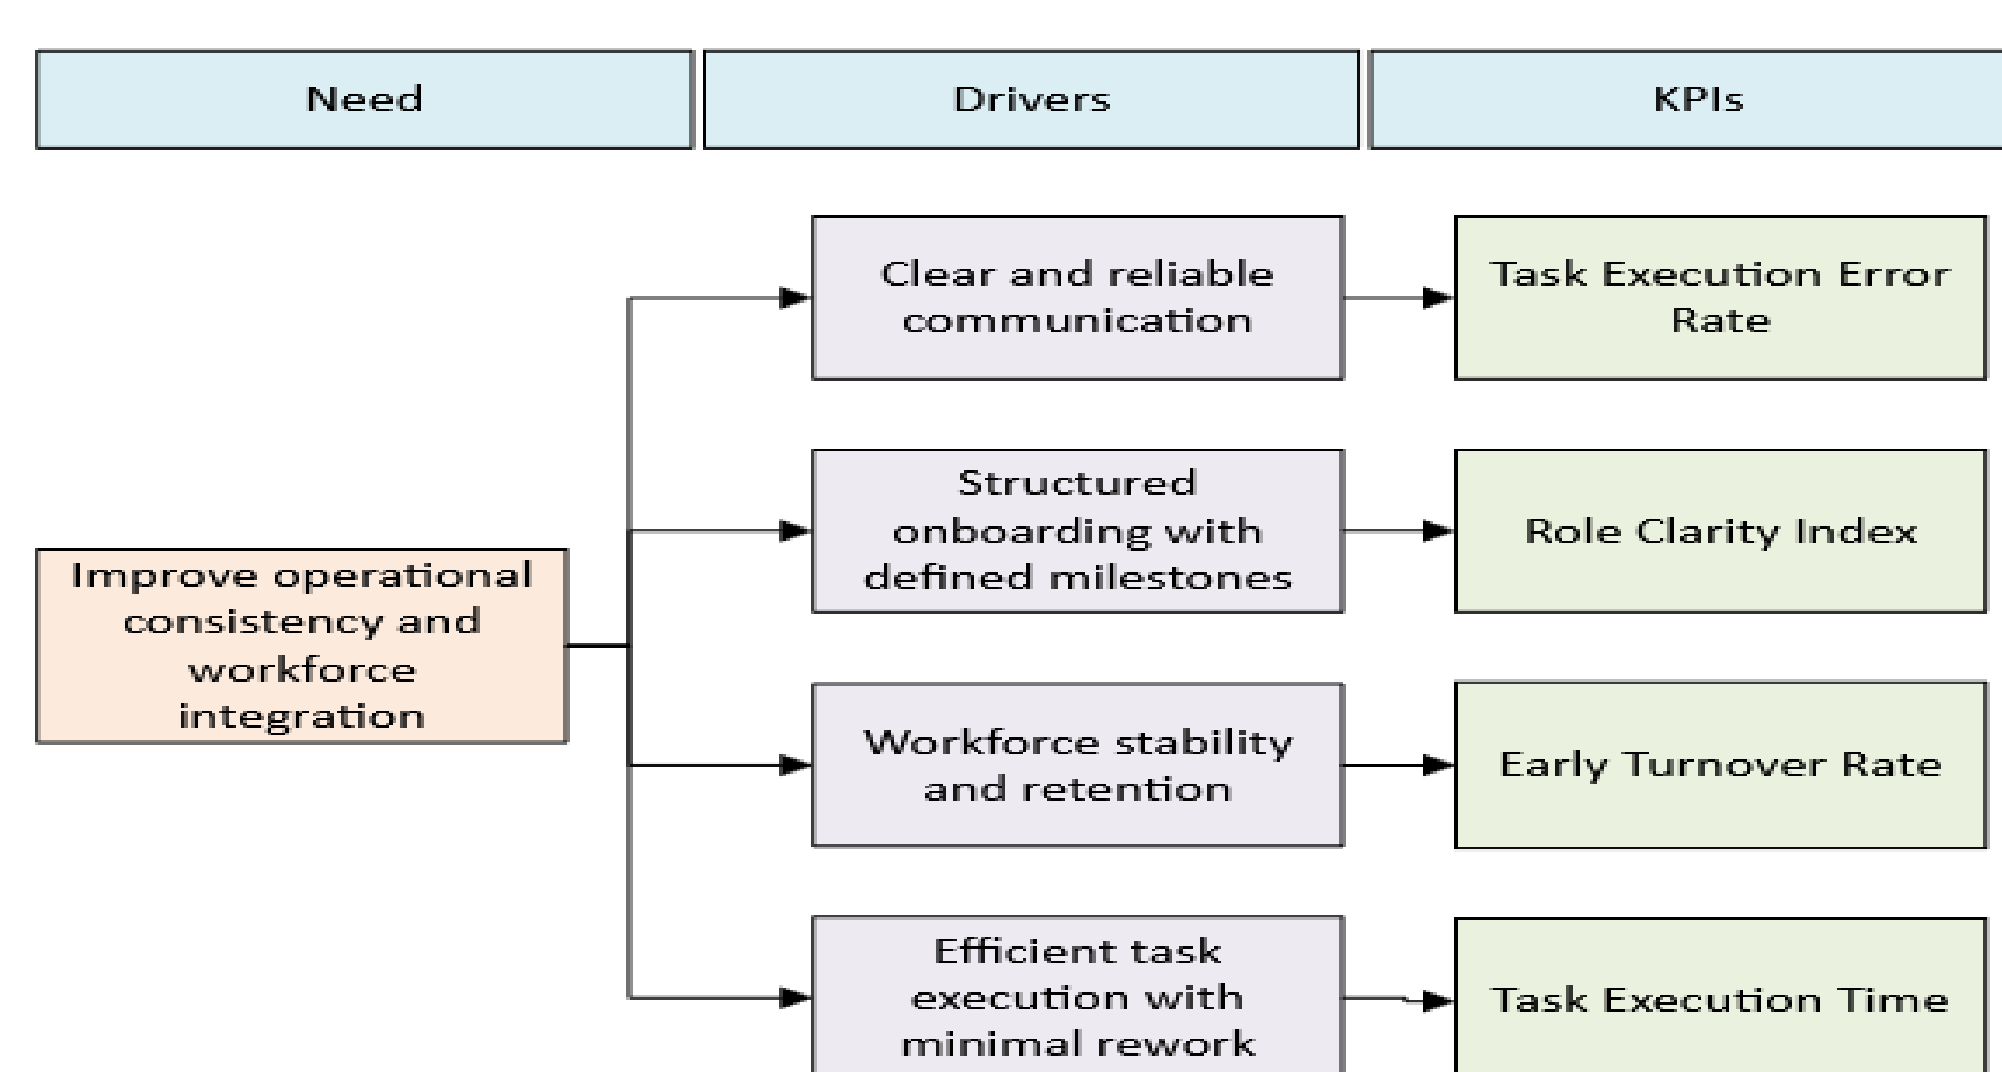 Need
Drivers
KPIs
Clear and reliable
communication
Task Execution Error
Rate
Structured
onboarding with
defined milestones
Role Clarity Index
Improve operational
consistency and
workforce
integration
Workforce stability
and retention
Early Turnover Rate
Efficient task
execution with
minimal rework
Task Execution Time